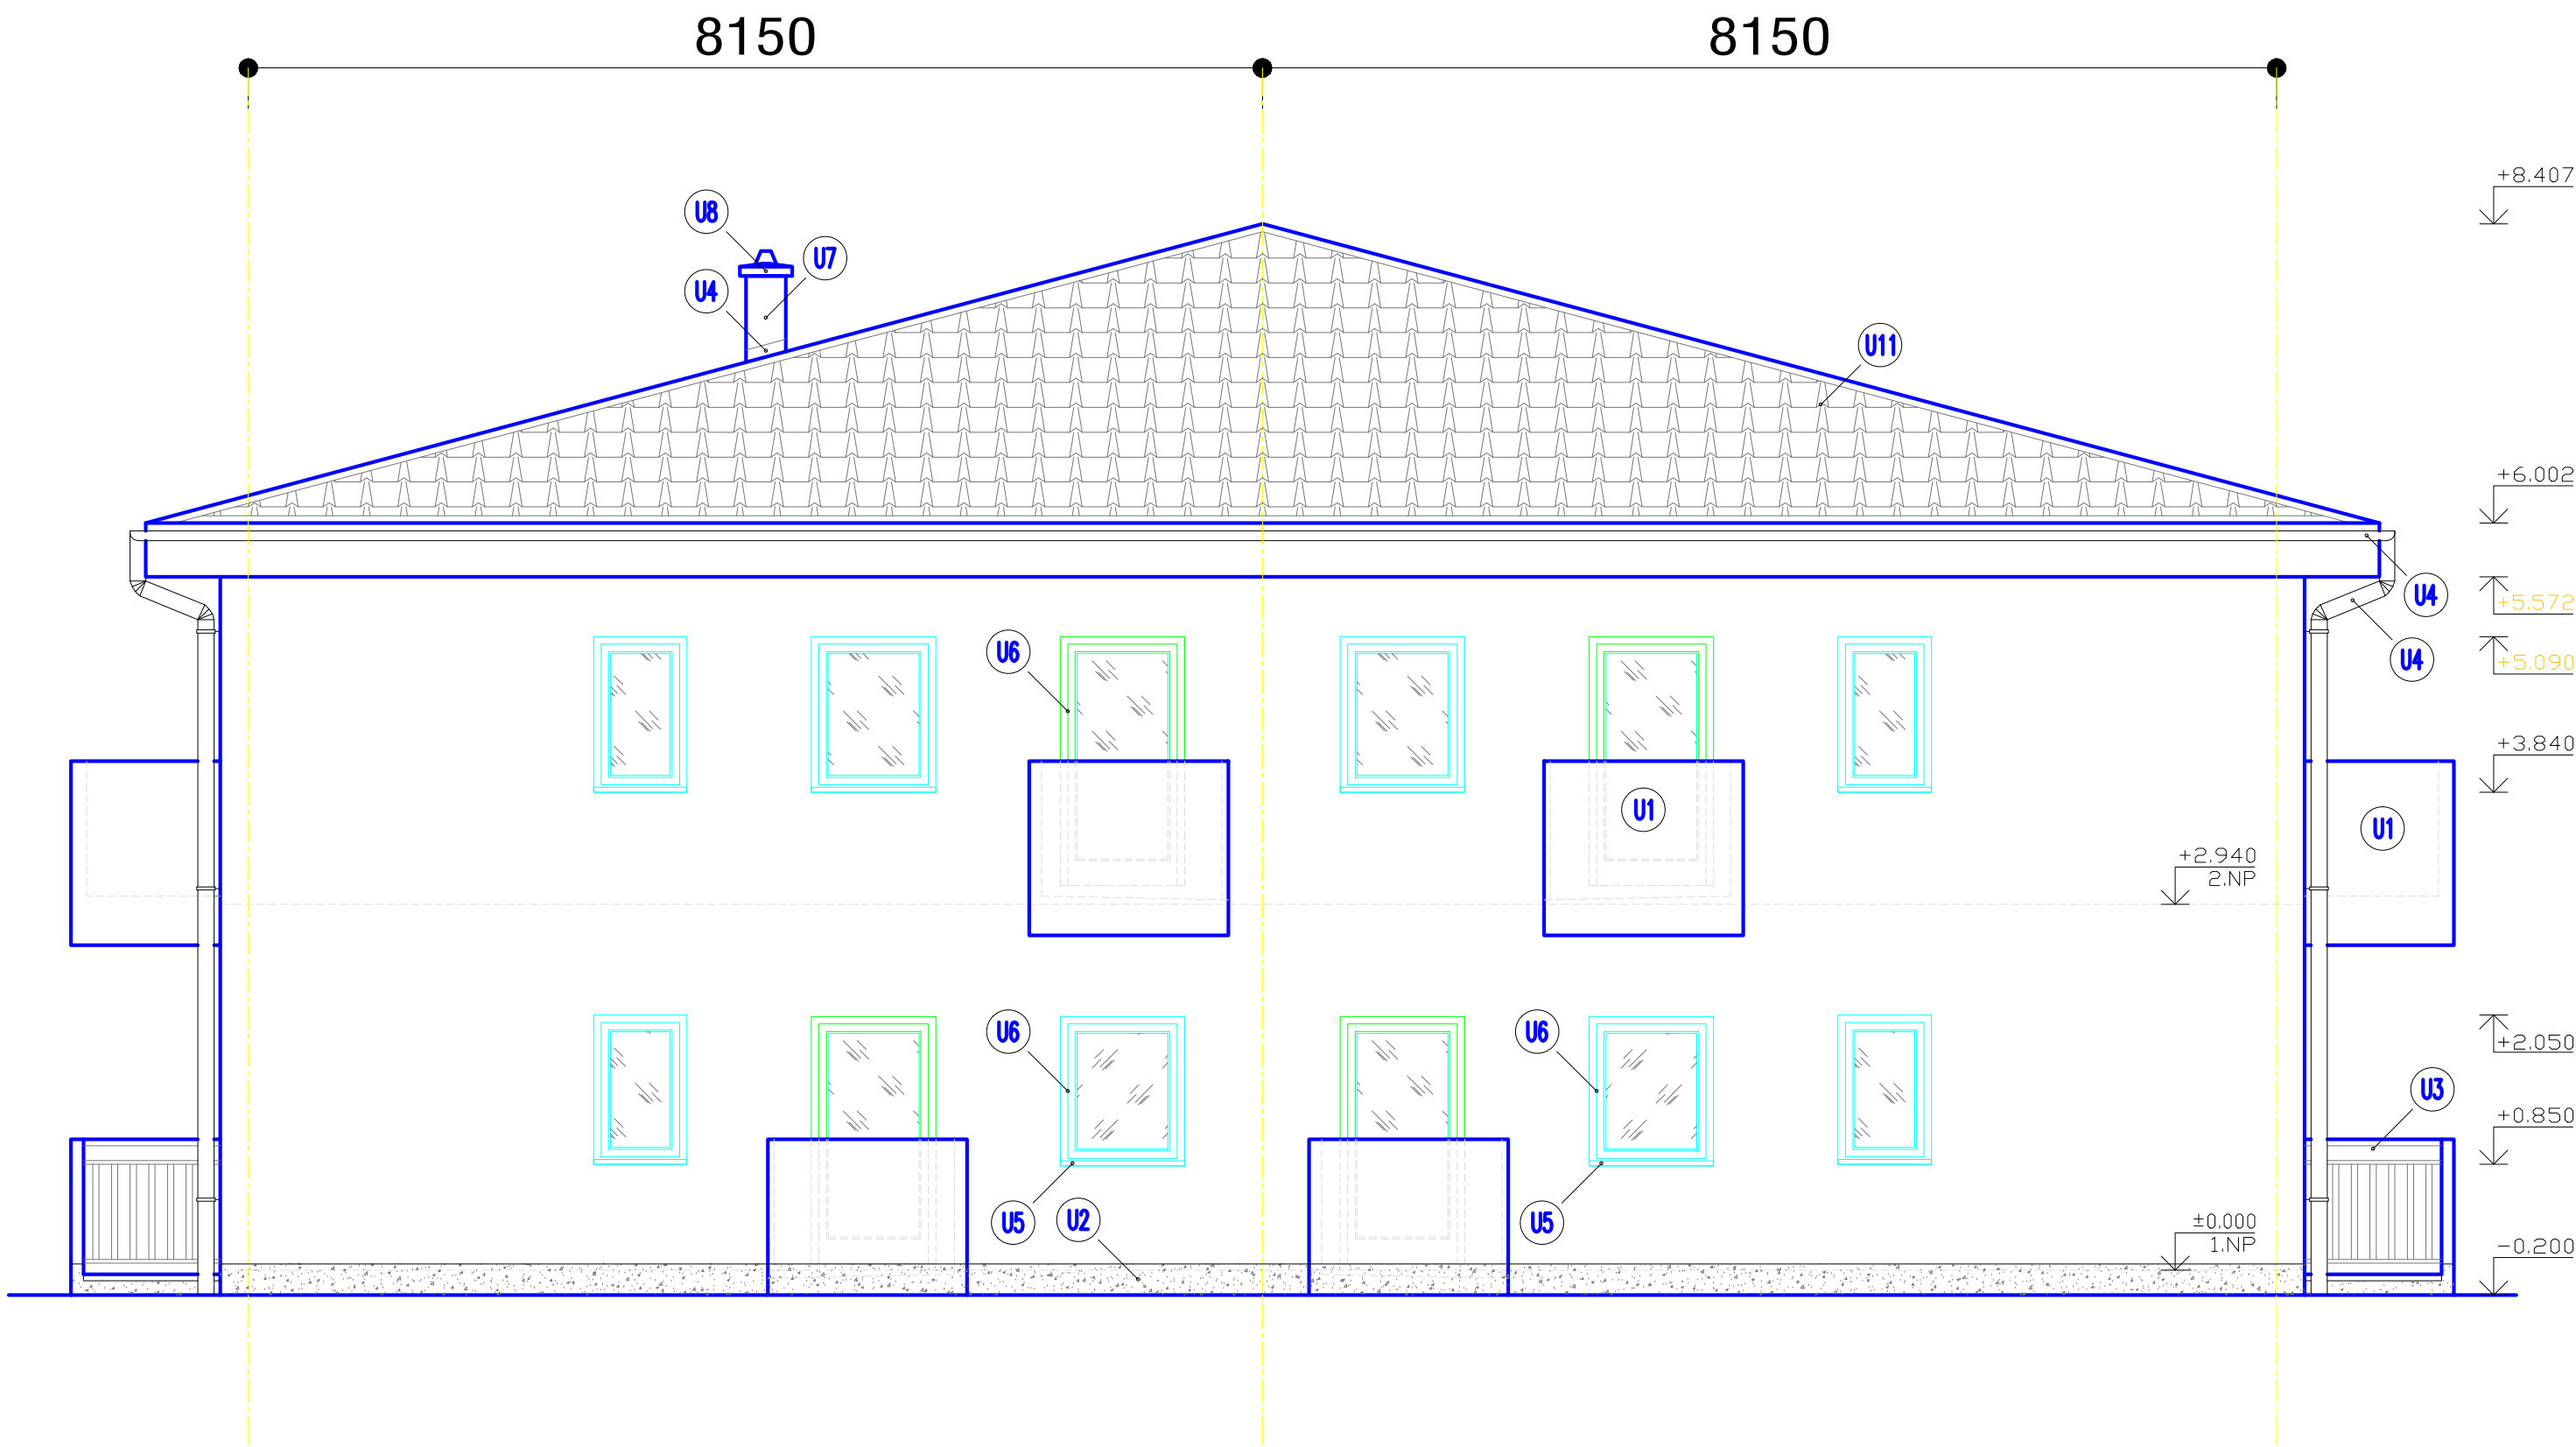 8150 8150
+8.407
U8
U7
U4
U11
+6.002
U4
+5.572
U6
U4
+5.090
+3.840
U1
U1
+2.940
2.NP
U6
U6
+2.050
U3
+0.850
U5
U2
U5
±0.000
1.NP
-0.200